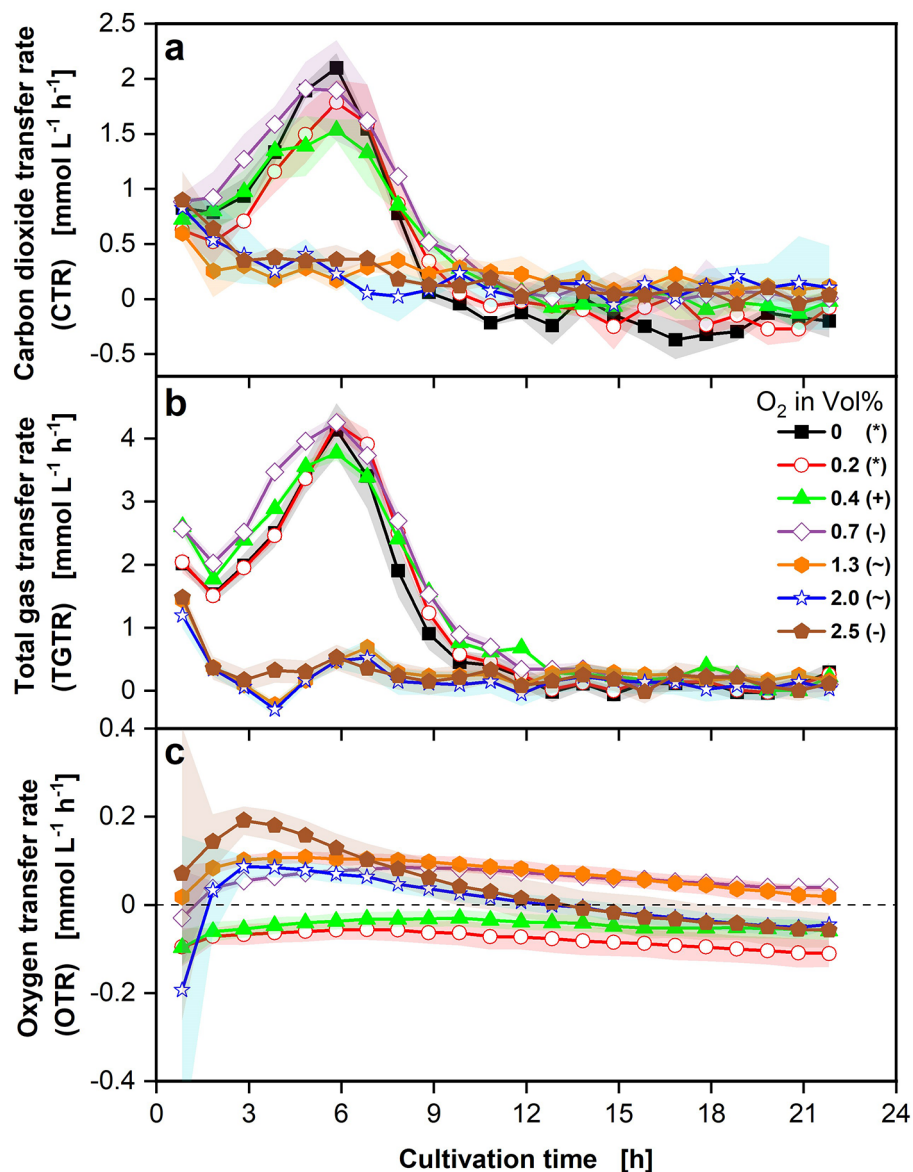 a
Carbon dioxide transfer rate
(CTR) [mmol L⁻¹ h⁻¹]
2.5
2
1.5
1
0.5
0
-0.5
b
Total gas transfer rate
(TGTR) [mmol L⁻¹ h⁻¹]
4
3
2
1
0
O₂ in Vol%
0 (*)
0.2 (*)
0.4 (+)
0.7 (-)
1.3 (~)
2.0 (~)
2.5 (-)
c
Oxygen transfer rate
(OTR) [mmol L⁻¹ h⁻¹]
0.4
0.2
0
-0.2
-0.4
0 3 6 9 12 15 18 21 24
Cultivation time [h]